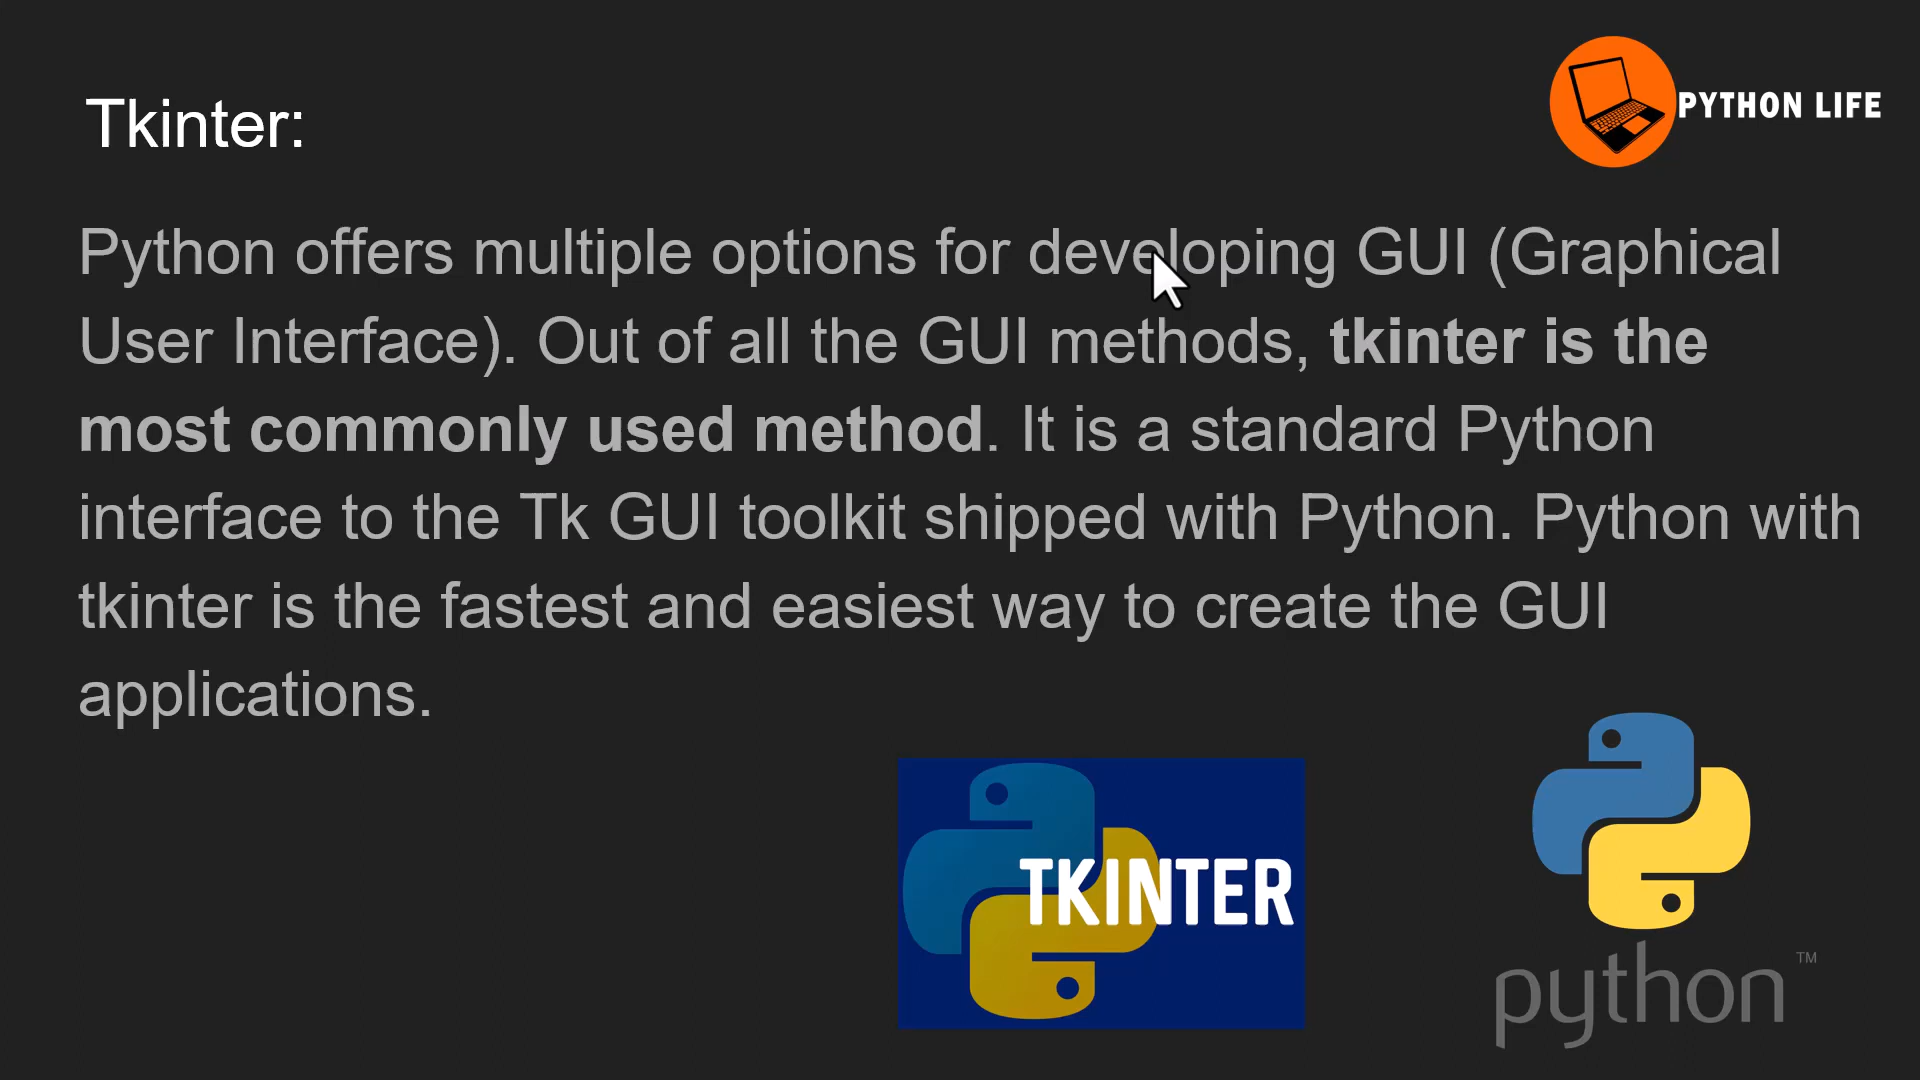 Tkinter:
PYTHON LIFE
Python offers multiple options for developing GUI (Graphical
User Interface). Out of all the GUI methods, tkinter is the
most commonly used method. It is a standard Python
interface to the Tk GUI toolkit shipped with Python. Python with
tkinter is the fastest and easiest way to create the GUI
applications.
TKINTER
python™